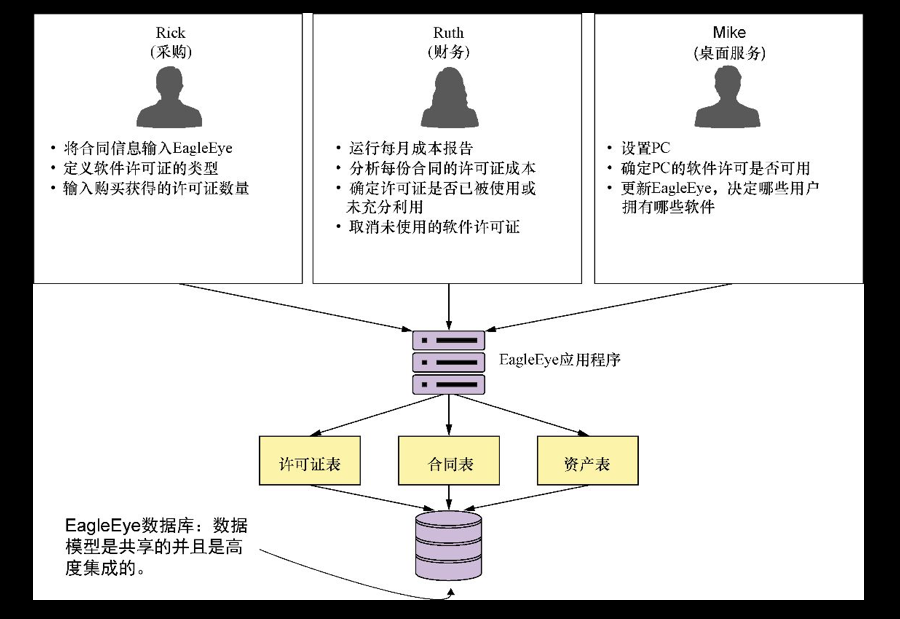 Rick
(采购)
• 将合同信息输入EagleEye
• 定义软件许可证的类型
• 输入购买获得的许可证数量
Ruth
(财务)
• 运行每月成本报告
• 分析每份合同的许可证成本
• 确定许可证是否已被使用或
未充分利用
• 取消未使用的软件许可证
Mike
(桌面服务)
• 设置PC
• 确定PC的软件许可是否可用
• 更新EagleEye，决定哪些用户
拥有哪些软件
EagleEye应用程序
许可证表
合同表
资产表
EagleEye数据库：数据
模型是共享的并且是高
度集成的。